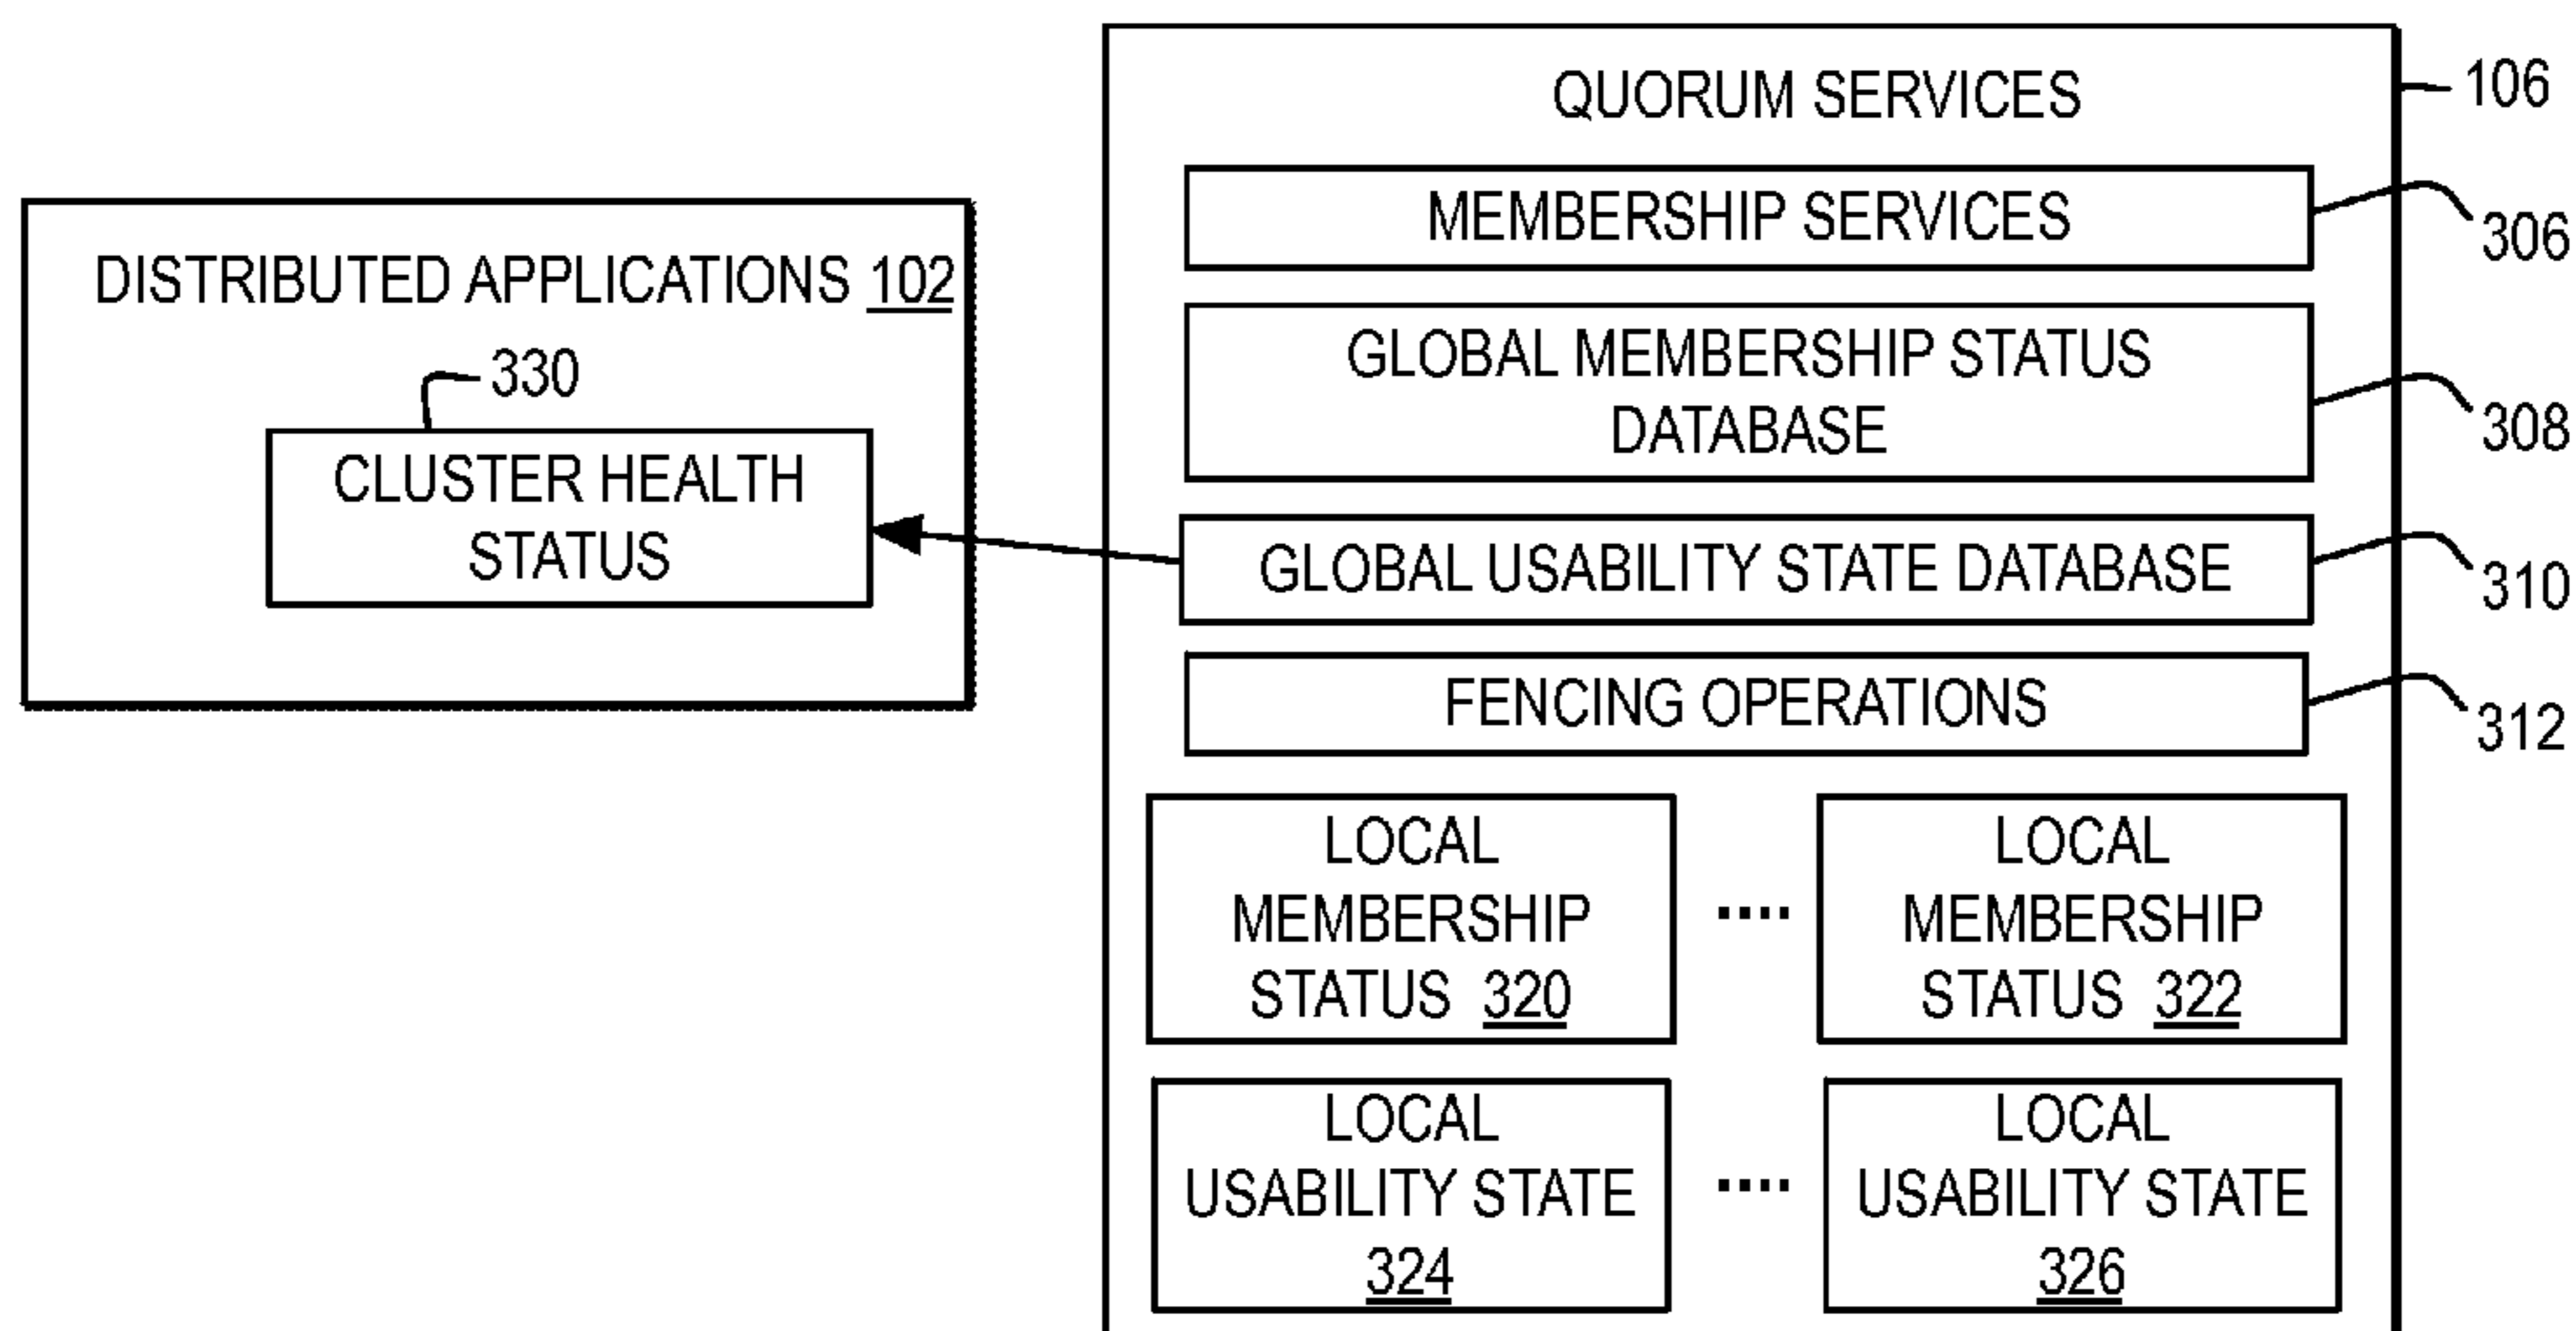 DISTRIBUTED APPLICATIONS 102
330
CLUSTER HEALTH
STATUS
QUORUM SERVICES
106
MEMBERSHIP SERVICES
306
GLOBAL MEMBERSHIP STATUS
DATABASE
308
GLOBAL USABILITY STATE DATABASE
310
FENCING OPERATIONS
312
LOCAL
MEMBERSHIP
STATUS 320
....
LOCAL
MEMBERSHIP
STATUS 322
LOCAL
USABILITY STATE
324
....
LOCAL
USABILITY STATE
326